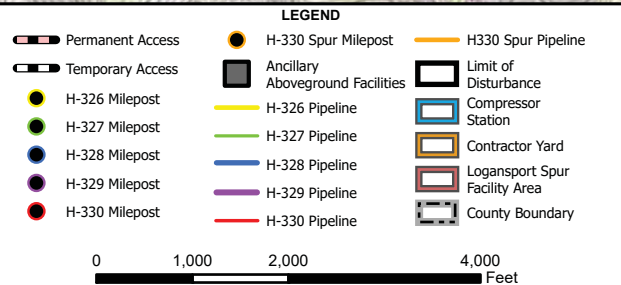 LEGEND
Permanent Access
Temporary Access
H-326 Milepost
H-327 Milepost
H-328 Milepost
H-329 Milepost
H-330 Milepost
H-330 Spur Milepost
Ancillary
Aboveground Facilities
H-326 Pipeline
H-327 Pipeline
H-328 Pipeline
H-329 Pipeline
H-330 Pipeline
H330 Spur Pipeline
Limit of
Disturbance
Compressor
Station
Contractor Yard
Logansport Spur
Facility Area
County Boundary
0 1,000 2,000 4,000
Feet